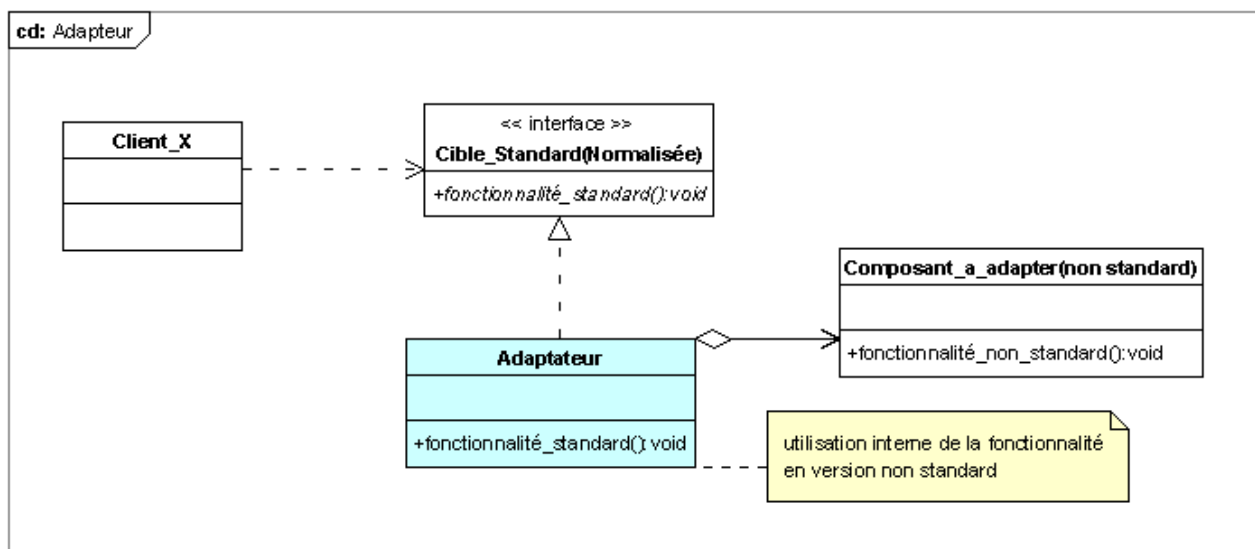 cd: Adapteur
Client_X
<< interface >>
Cible_Standard(Normalisée)
+fonctionnalité_standard():void
Composant_a_adapter(non standard)
+fonctionnalité_non_standard():void
Adaptateur
+fonctionnalité_standard():void
utilisation interne de la fonctionnalité
en version non standard